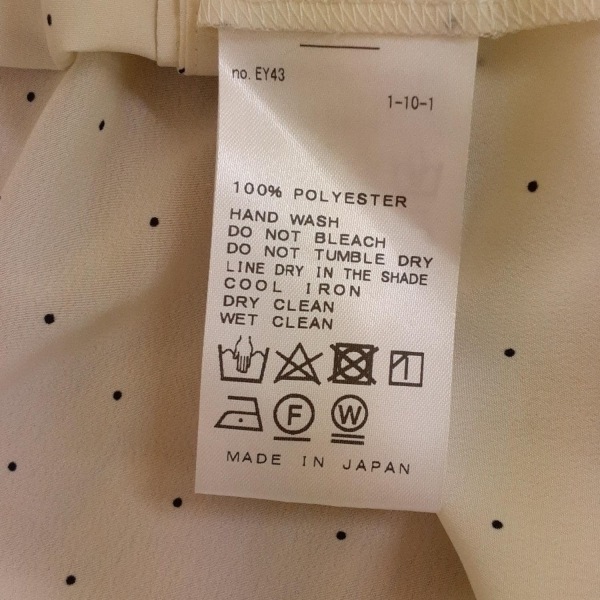 no. EY43
1-10-1
100% POLYESTER
HAND WASH
DO NOT BLEACH
DO NOT TUMBLE DRY
LINE DRY IN THE SHADE
COOL IRON
DRY CLEAN
WET CLEAN
F W
MADE IN JAPAN